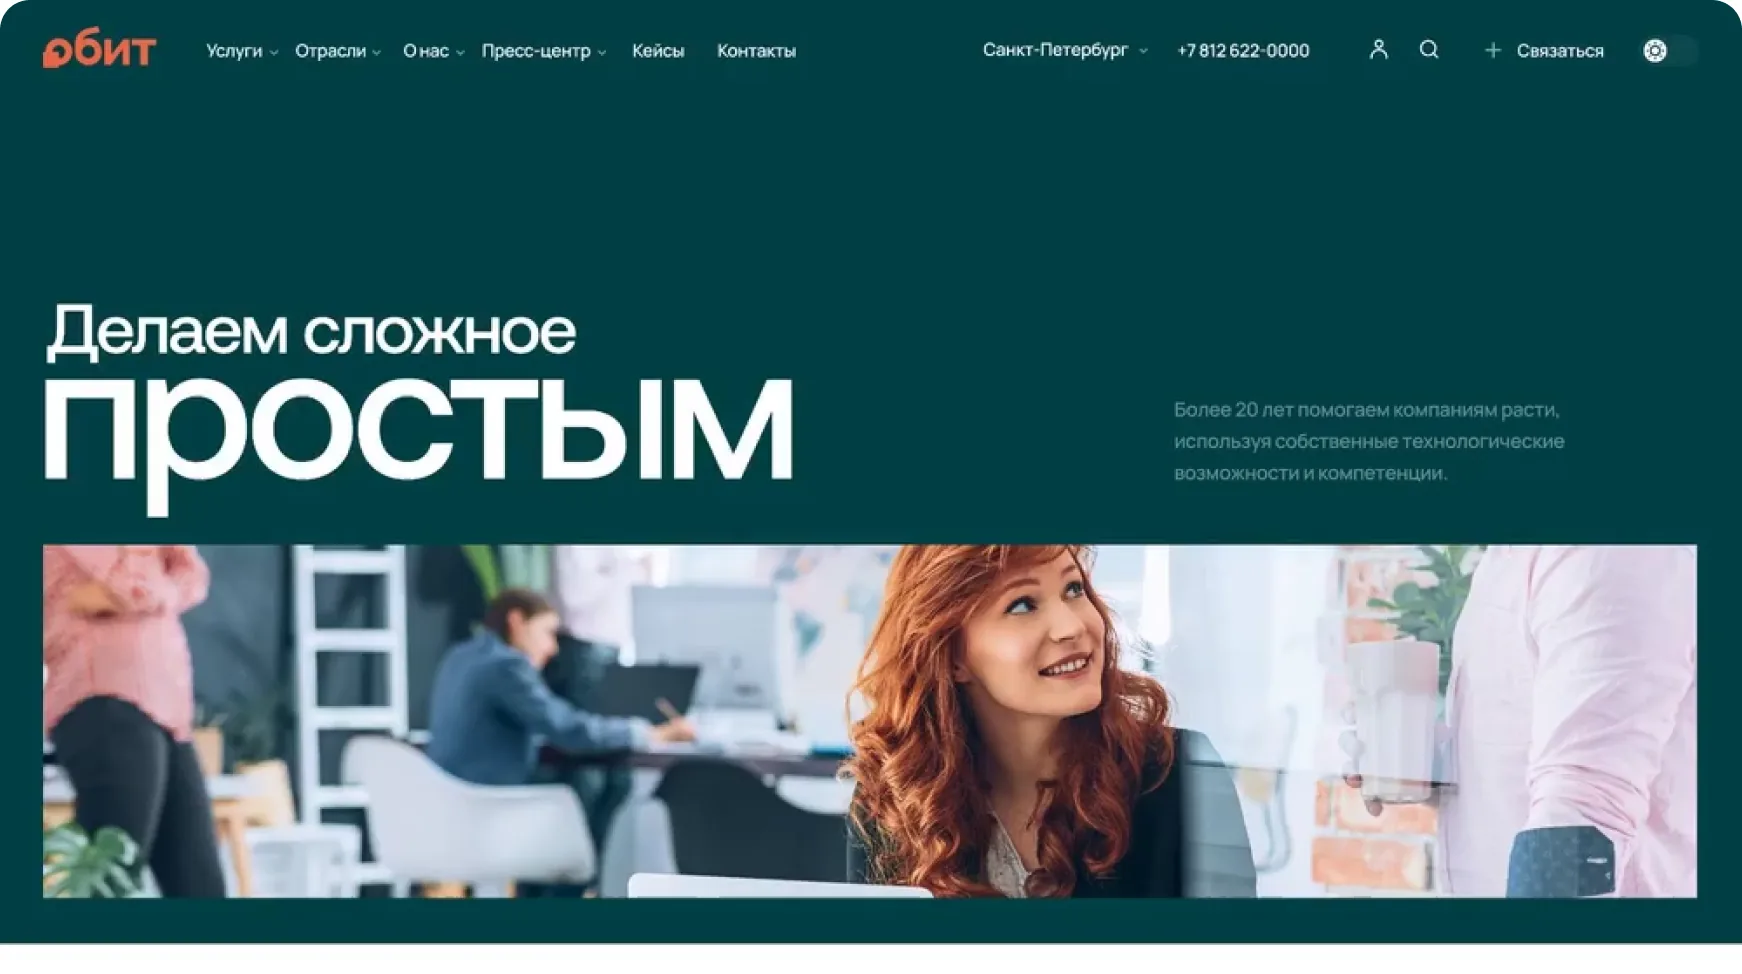 обит
Услуги Отрасли О нас Пресс-центр Кейсы Контакты Санкт-Петербург +7 812 622-0000 Связаться
Делаем сложное
простым
Более 20 лет помогаем компаниям расти,
используя собственные технологические
возможности и компетенции.